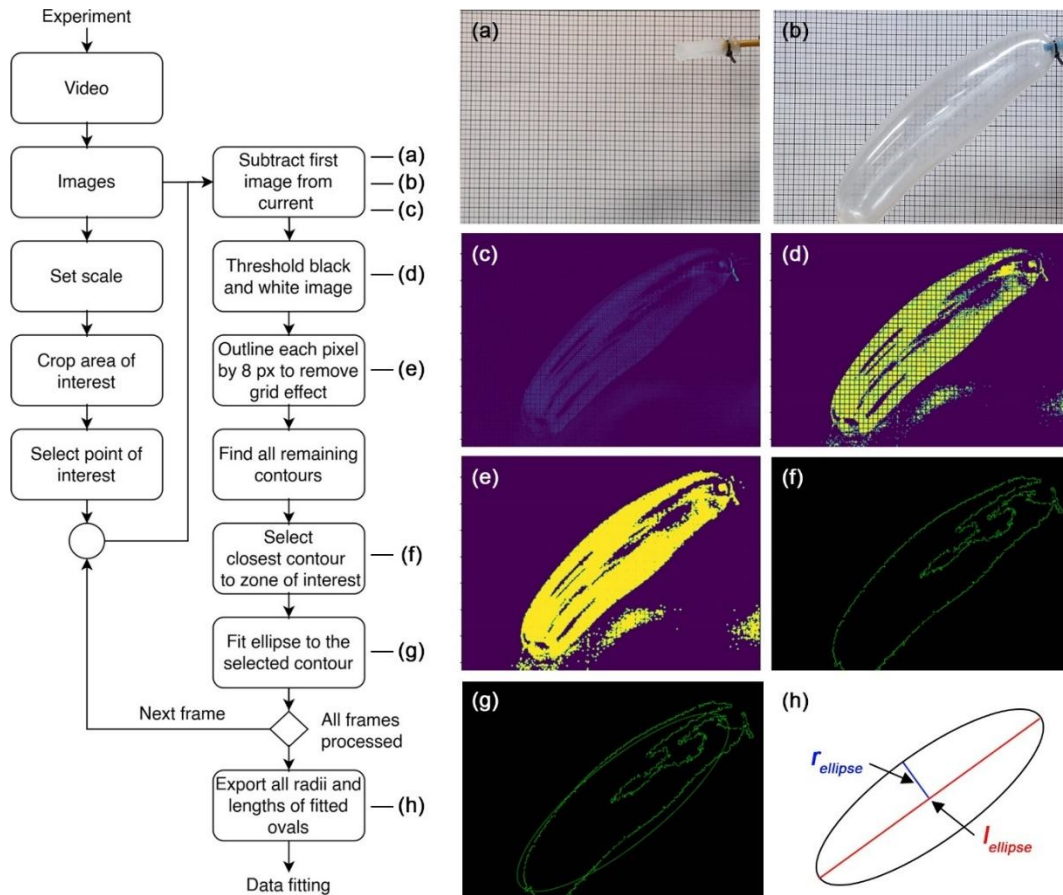 Experiment
Video
Images
Set scale
Crop area of
interest
Select point of
interest
Subtract first
image from
current
(a)
(b)
(c)
Threshold black
and white image
(d)
Outline each pixel
by 8 px to remove
grid effect
(e)
Find all remaining
contours
Select
closest contour
to zone of interest
(f)
Fit ellipse to the
selected contour
(g)
Next frame
All frames
processed
Export all radii and
lengths of fitted
ovals
(h)
Data fitting
(a)
(b)
(c)
(d)
(e)
(f)
(g)
(h)
r ellipse
l ellipse